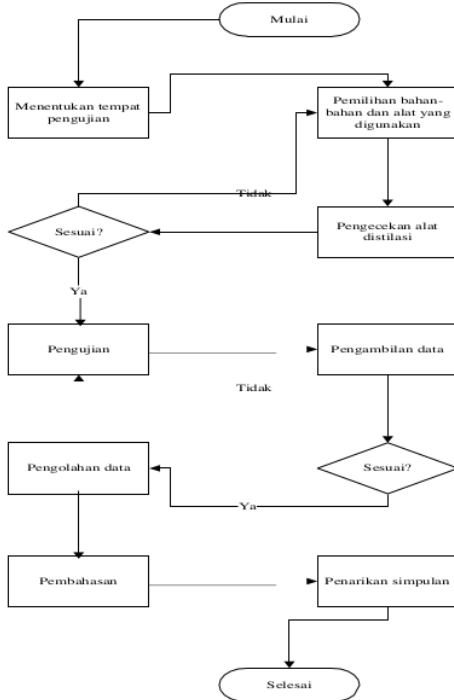 Mulai
Menentukan tempat
pengujian
Pemilihan bahan-
bahan dan alat yang
digunakan
Tidak
Sesuai?
Pengecekan alat
distilasi
Ya
Pengujian
Pengambilan data
Tidak
Pengolahan data
Sesuai?
Ya
Pembahasan
Penarikan simpulan
Selesai